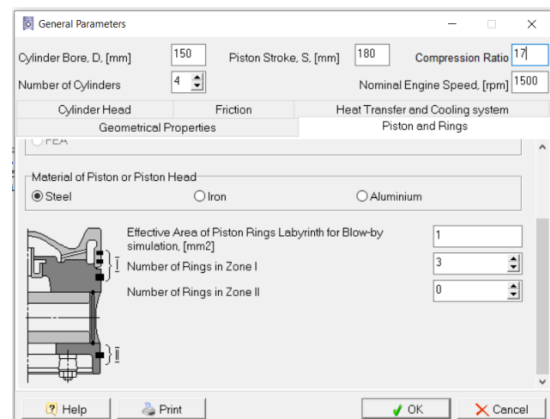 General Parameters
Cylinder Bore, D, [mm] 150 Piston Stroke, S, [mm] 180 Compression Ratio 17
Number of Cylinders 4 Nominal Engine Speed, [rpm] 1500
Cylinder Head Friction Heat Transfer and Cooling system
Geometrical Properties Piston and Rings
FEA
Material of Piston or Piston Head
Steel Iron Aluminium
Effective Area of Piston Rings Labyrinth for Blow-by 1
simulation, [mm2]
Number of Rings in Zone I 3
Number of Rings in Zone II 0
I
II
? Help Print OK Cancel